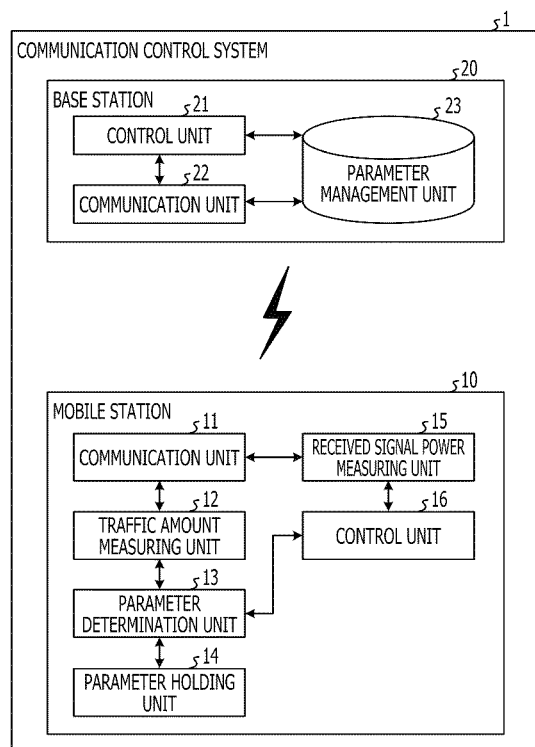 1
COMMUNICATION CONTROL SYSTEM
20
BASE STATION
21
CONTROL UNIT
22
COMMUNICATION UNIT
23
PARAMETER
MANAGEMENT UNIT
10
MOBILE STATION
11
COMMUNICATION UNIT
12
TRAFFIC AMOUNT
MEASURING UNIT
13
PARAMETER
DETERMINATION UNIT
14
PARAMETER HOLDING
UNIT
15
RECEIVED SIGNAL POWER
MEASURING UNIT
16
CONTROL UNIT